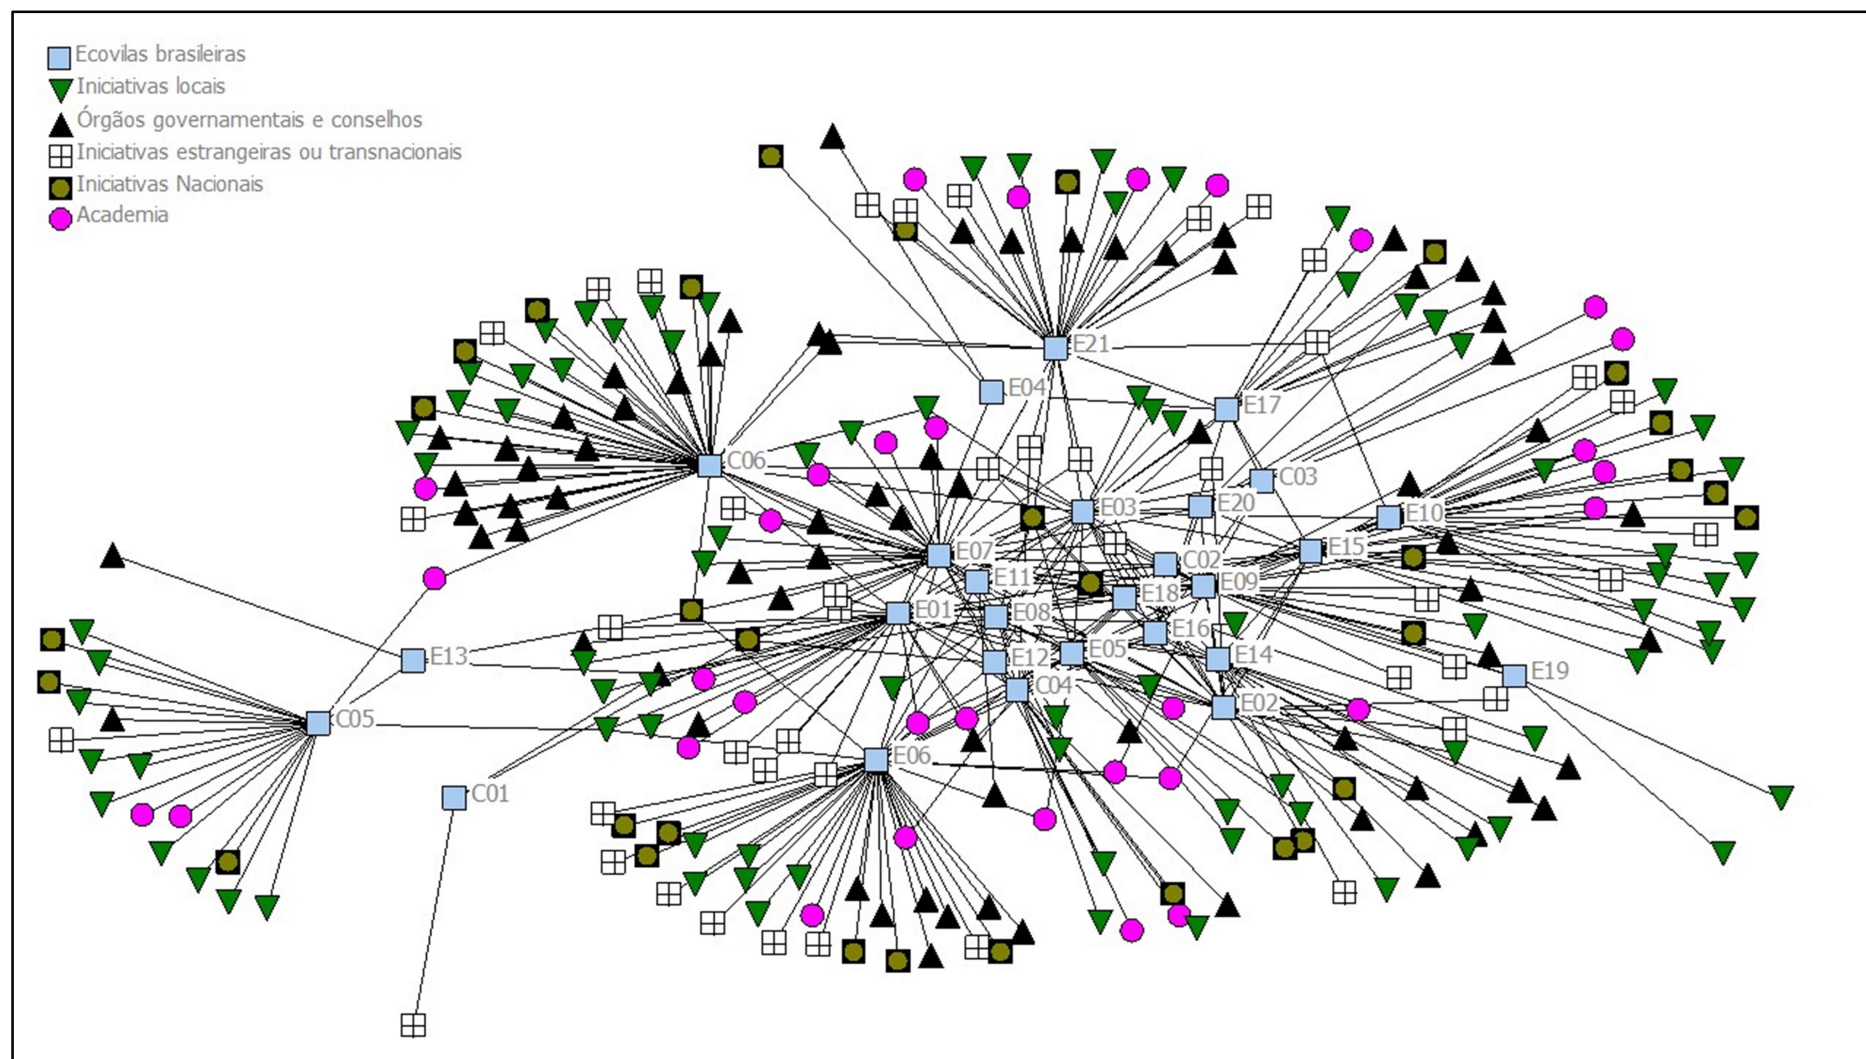 Ecovilas brasileiras
Iniciativas locais
Órgãos governamentais e conselhos
Iniciativas estrangeiras ou transnacionais
Iniciativas Nacionais
Academia
E21
E04
E17
C06
C03
E20
E03
E10
E15
E07
C02
E11
E09
E18
E01
E08
E16
E13
E12
E05
E14
E19
C04
E02
C05
E06
C01